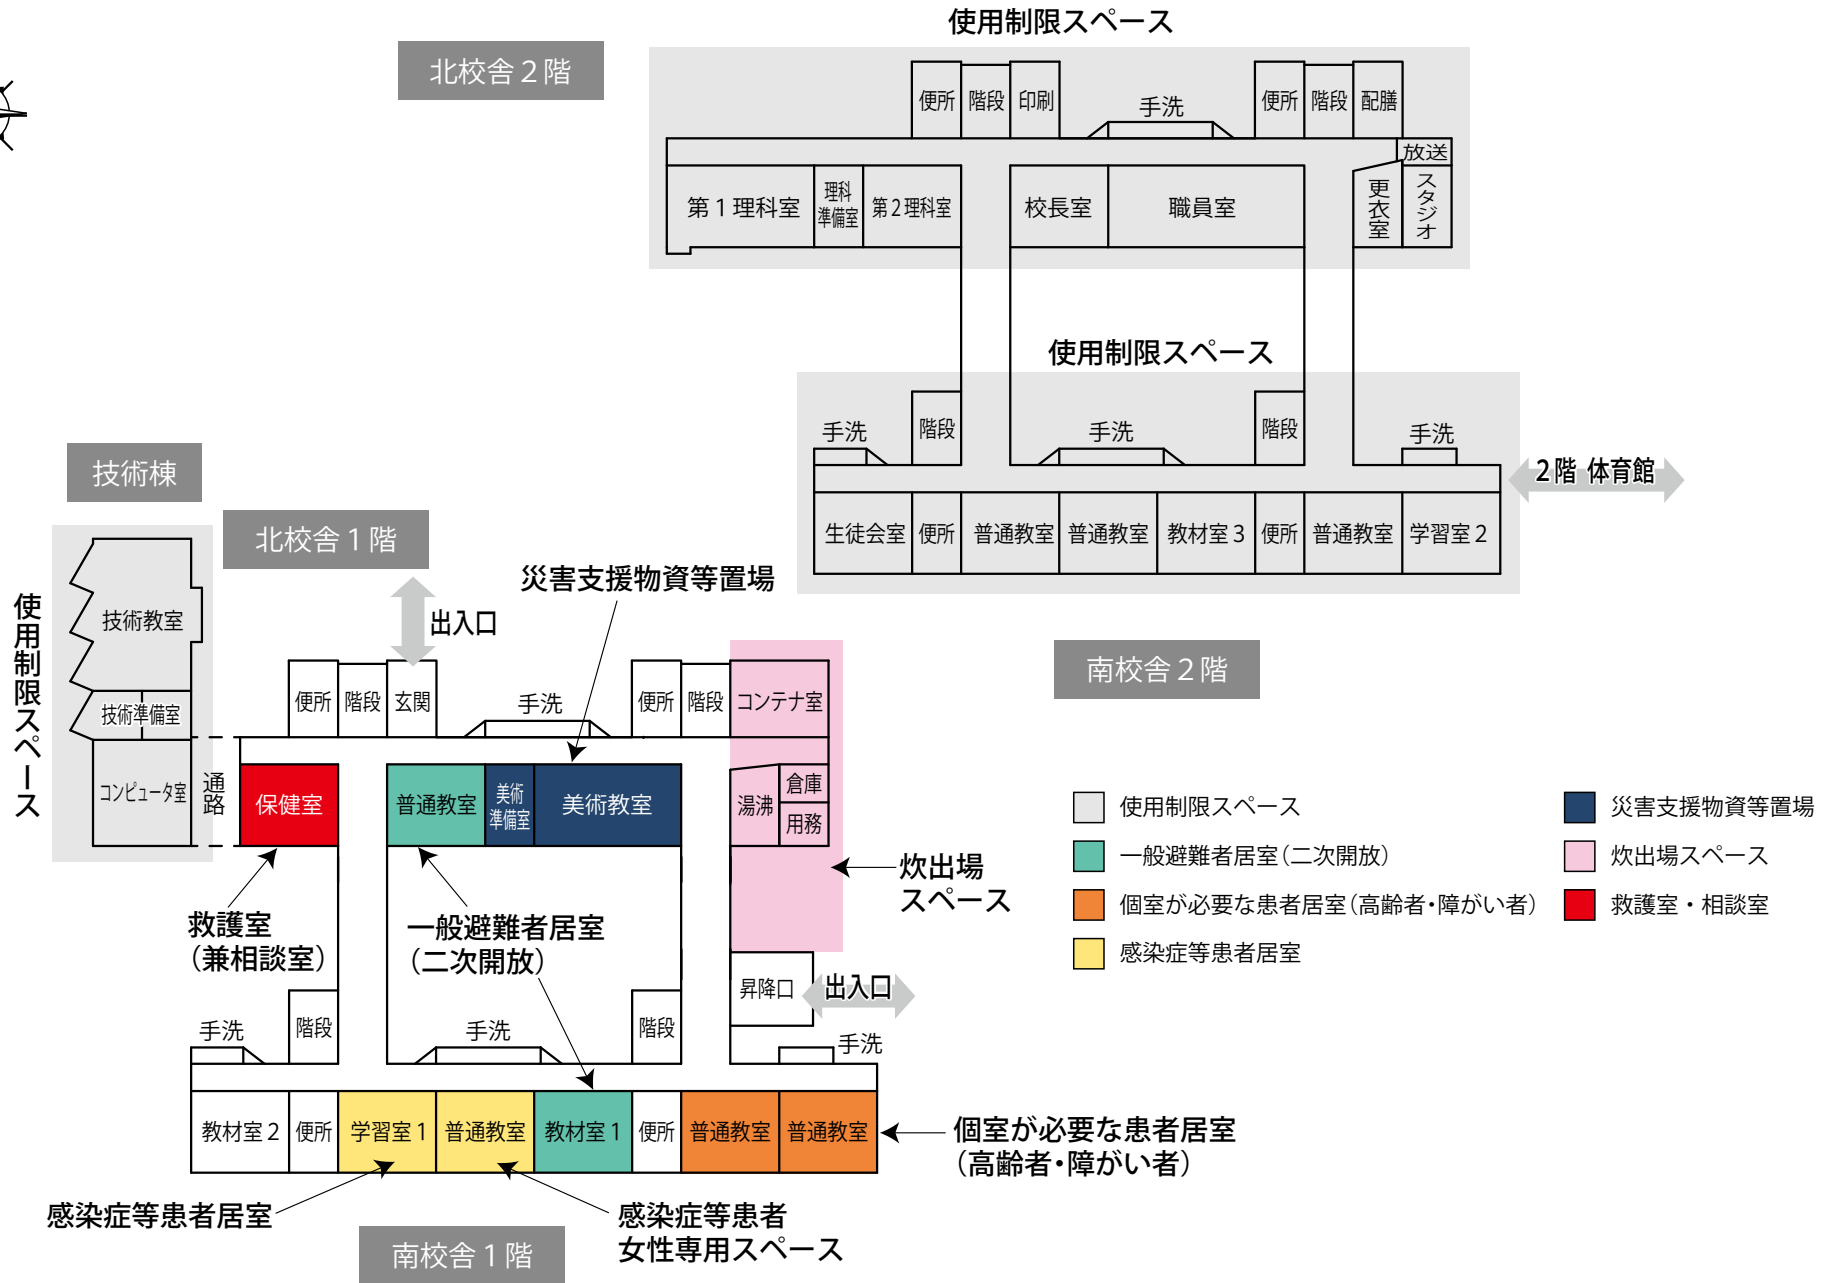 使用制限スペース
北校舎２階
便所
階段
印刷
手洗
便所
階段
配膳
放送
第１理科室
理科
準備室
第２理科室
校長室
職員室
更衣室
スタジオ
使用制限スペース
手洗
階段
手洗
階段
手洗
２階 体育館
生徒会室
便所
普通教室
普通教室
教材室３
便所
普通教室
学習室２
南校舎２階
技術棟
使用制限スペース
技術教室
技術準備室
コンピュータ室
通路
北校舎１階
出入口
災害支援物資等置場
便所
階段
玄関
手洗
便所
階段
コンテナ室
保健室
普通教室
美術
準備室
美術教室
湯沸
倉庫
用務
炊出場
スペース
救護室
（兼相談室）
一般避難者居室
（二次開放）
昇降口
出入口
手洗
階段
手洗
階段
手洗
教材室２
便所
学習室１
普通教室
教材室１
便所
普通教室
普通教室
個室が必要な患者居室
（高齢者・障がい者）
感染症等患者居室
感染症等患者
女性専用スペース
南校舎１階
使用制限スペース
一般避難者居室（二次開放）
個室が必要な患者居室（高齢者・障がい者）
感染症等患者居室
災害支援物資等置場
炊出場スペース
救護室・相談室